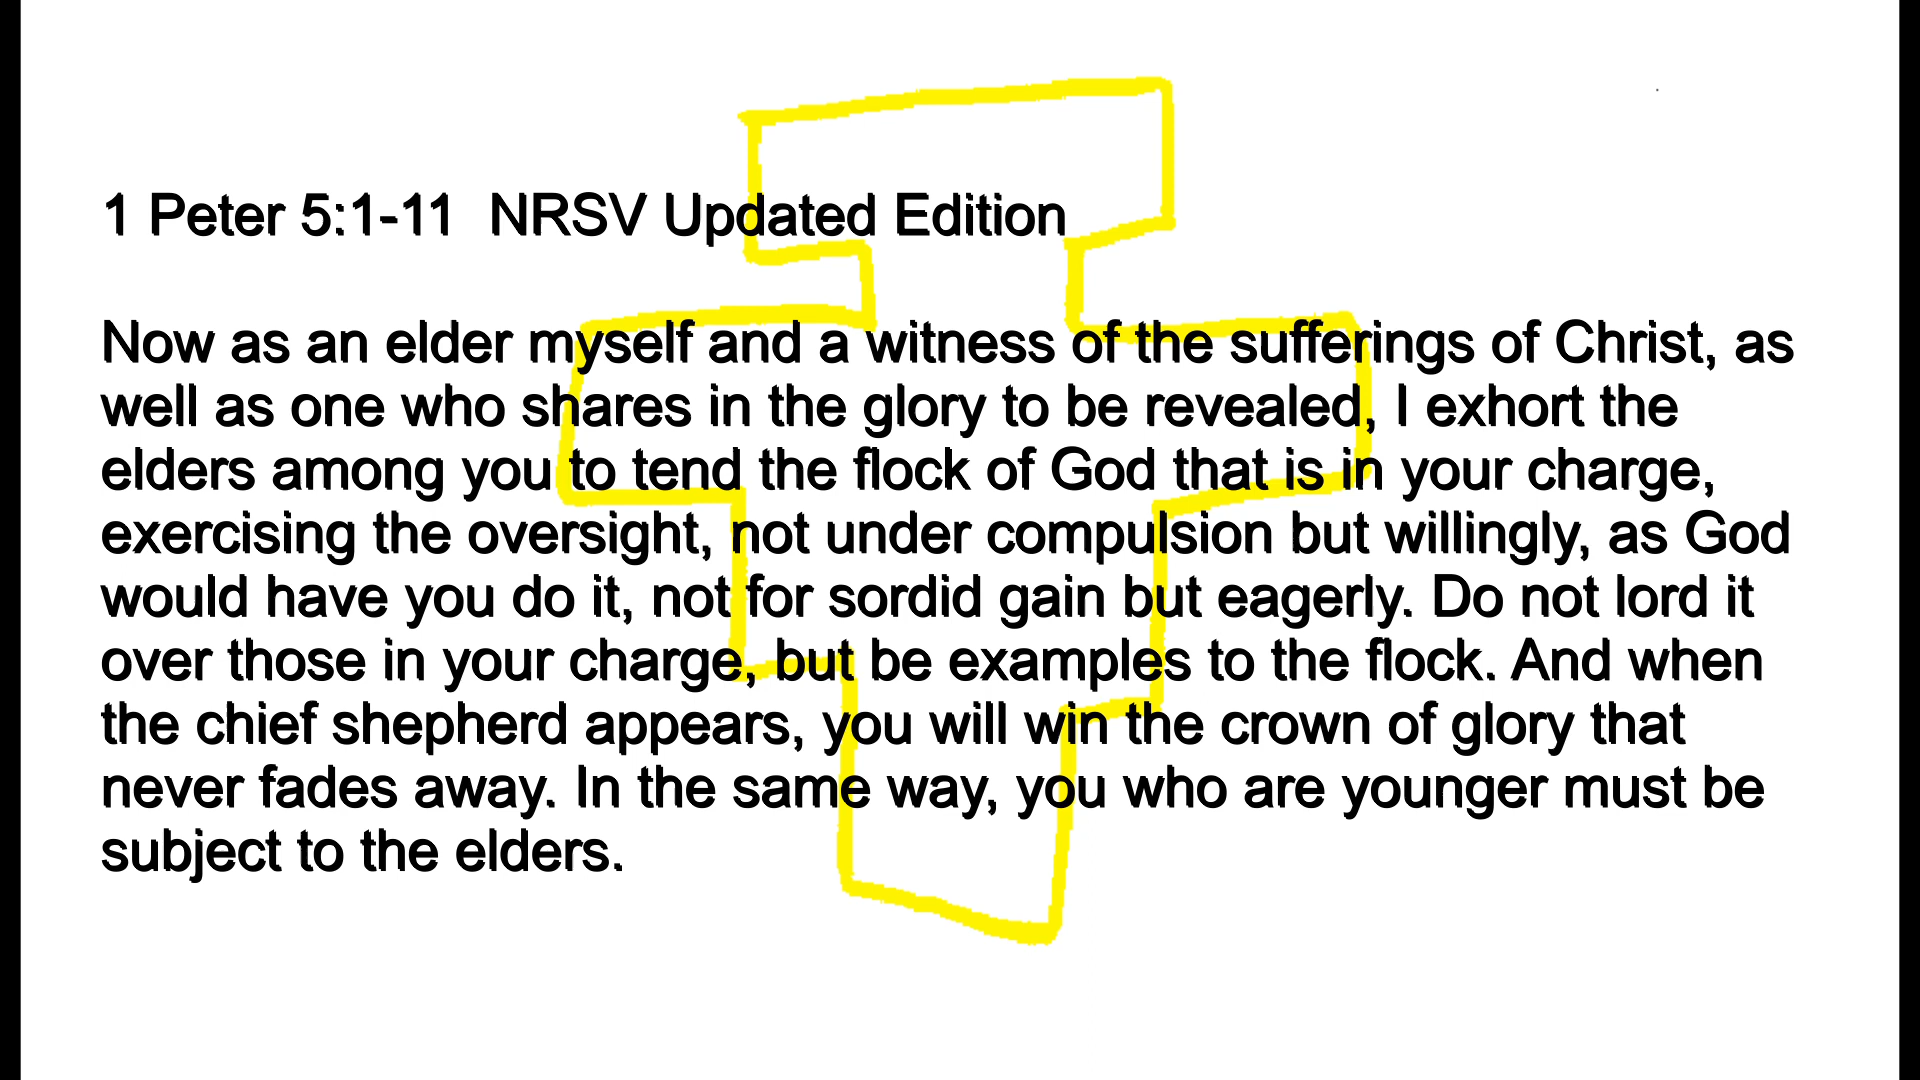 1 Peter 5:1-11 NRSV Updated Edition
Now as an elder myself and a witness of the sufferings of Christ, as
well as one who shares in the glory to be revealed, I exhort the
elders among you to tend the flock of God that is in your charge,
exercising the oversight, not under compulsion but willingly, as God
would have you do it, not for sordid gain but eagerly. Do not lord it
over those in your charge, but be examples to the flock. And when
the chief shepherd appears, you will win the crown of glory that
never fades away. In the same way, you who are younger must be
subject to the elders.